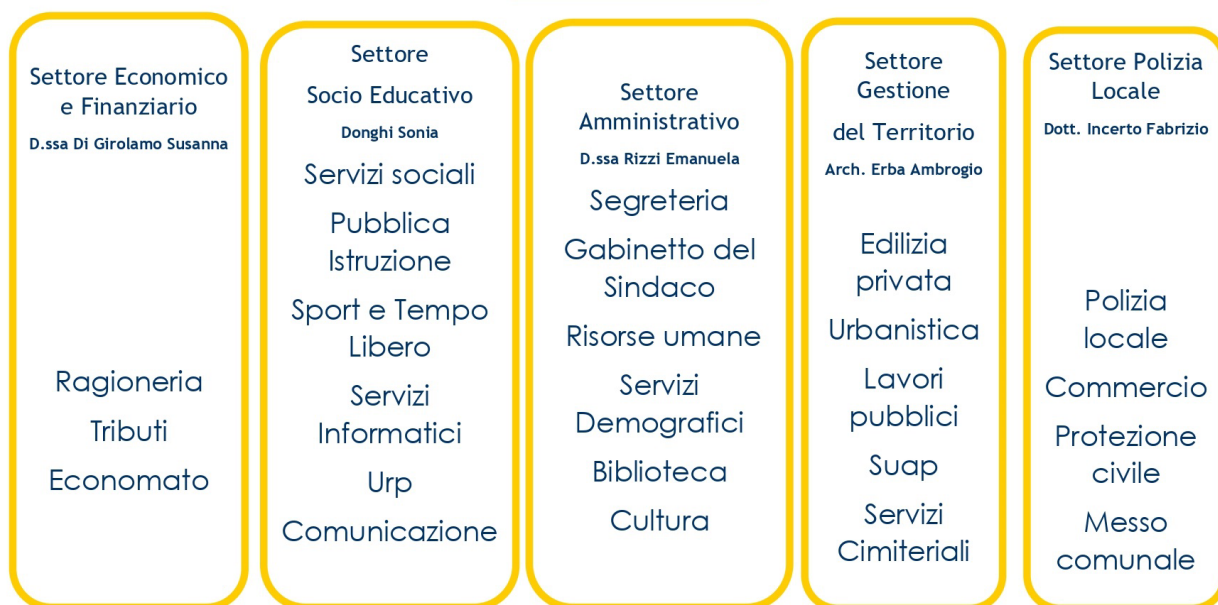 Settore Economico
e Finanziario
D.ssa Di Girolamo Susanna
Ragioneria
Tributi
Economato
Settore
Socio Educativo
Donghi Sonia
Servizi sociali
Pubblica
Istruzione
Sport e Tempo
Libero
Servizi
Informatici
Urp
Comunicazione
Settore
Amministrativo
D.ssa Rizzi Emanuela
Segreteria
Gabinetto del
Sindaco
Risorse umane
Servizi
Demografici
Biblioteca
Cultura
Settore
Gestione
del Territorio
Arch. Erba Ambrogio
Edilizia
privata
Urbanistica
Lavori
pubblici
Suap
Servizi
Cimiteriali
Settore Polizia
Locale
Dott. Incerto Fabrizio
Polizia
locale
Commercio
Protezione
civile
Messo
comunale